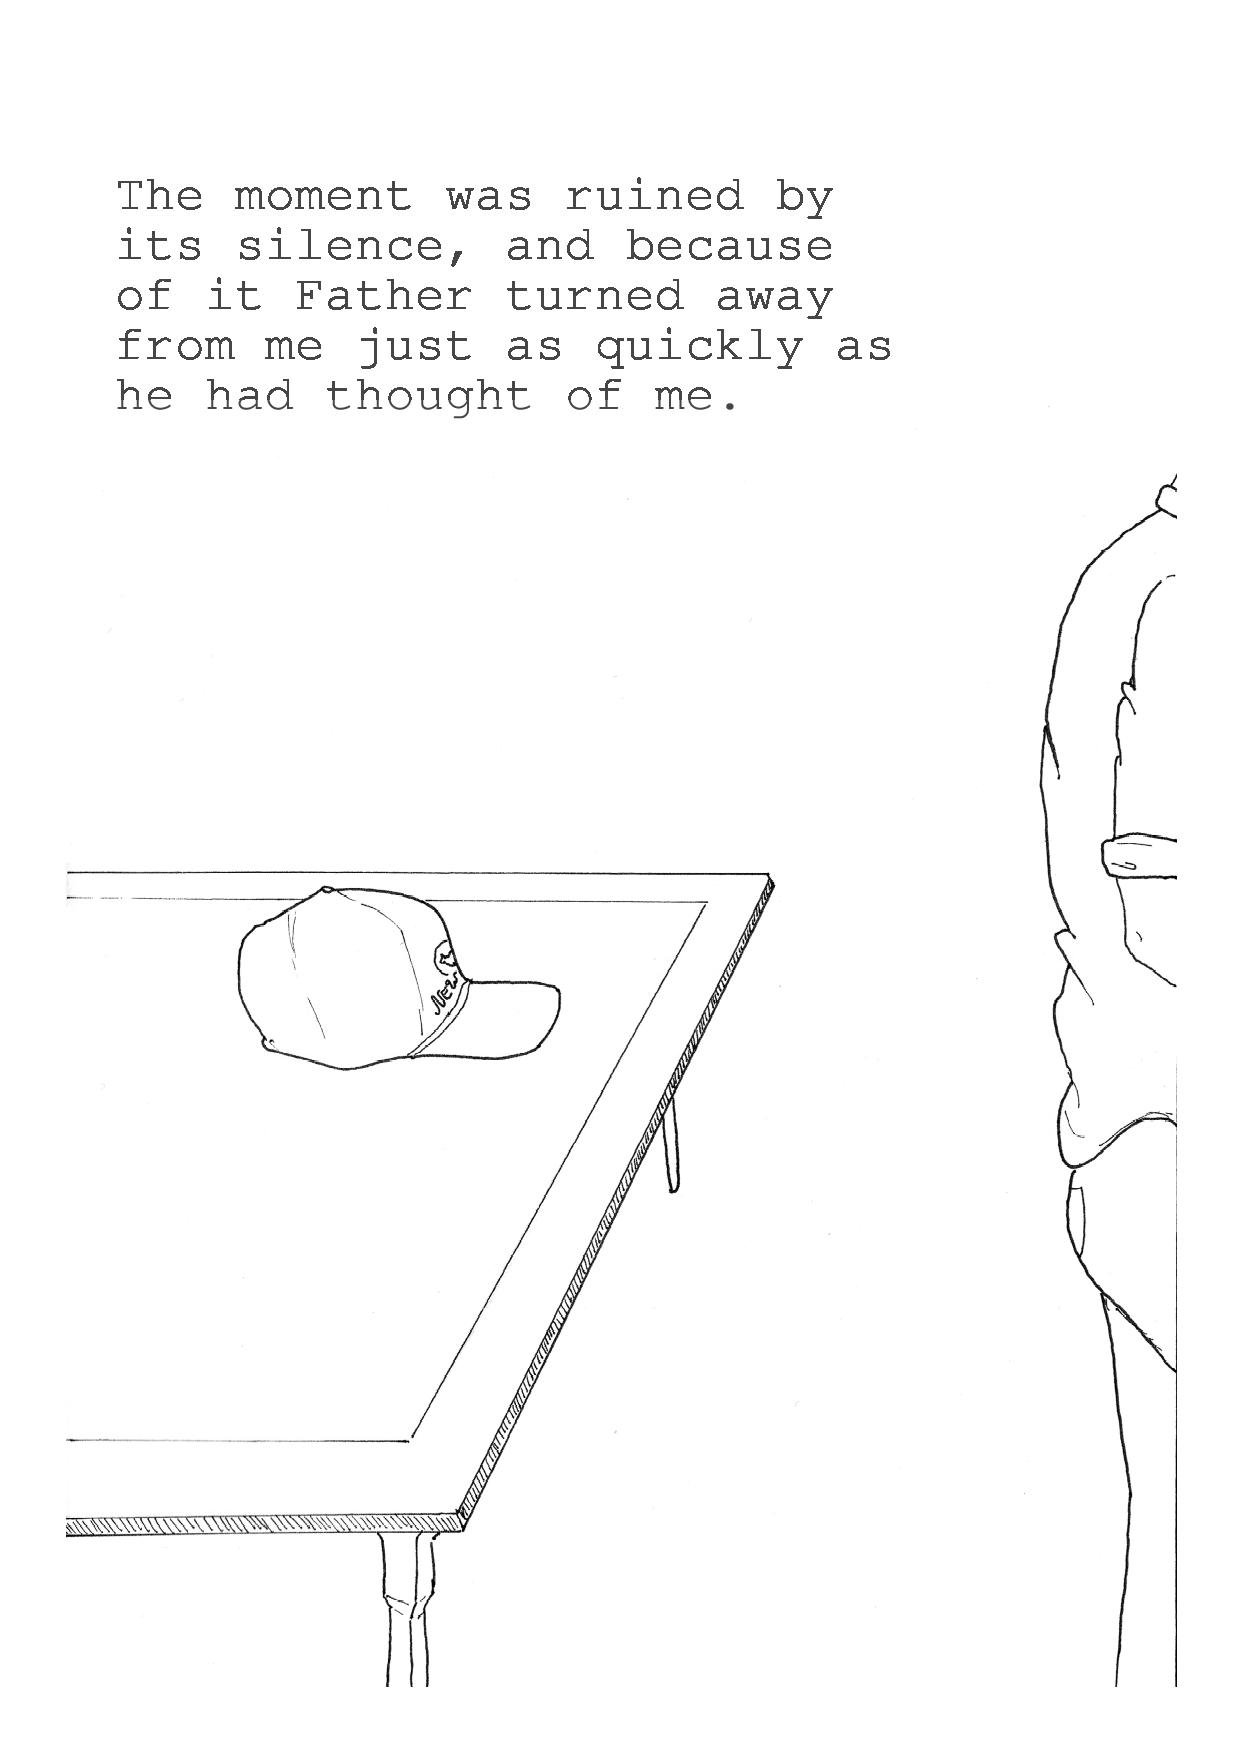 The moment was ruined by
its silence, and because
of it Father turned away
from me just as quickly as
he had thought of me.
New